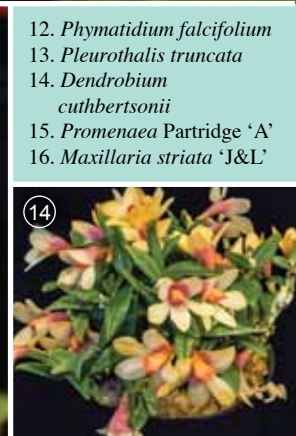 12. Phymatidium falcifolium
13. Pleurothalis truncata
14. Dendrobium
cuthbertsonii
15. Promenaea Partridge ‘A’
16. Maxillaria striata ‘J&L’
14